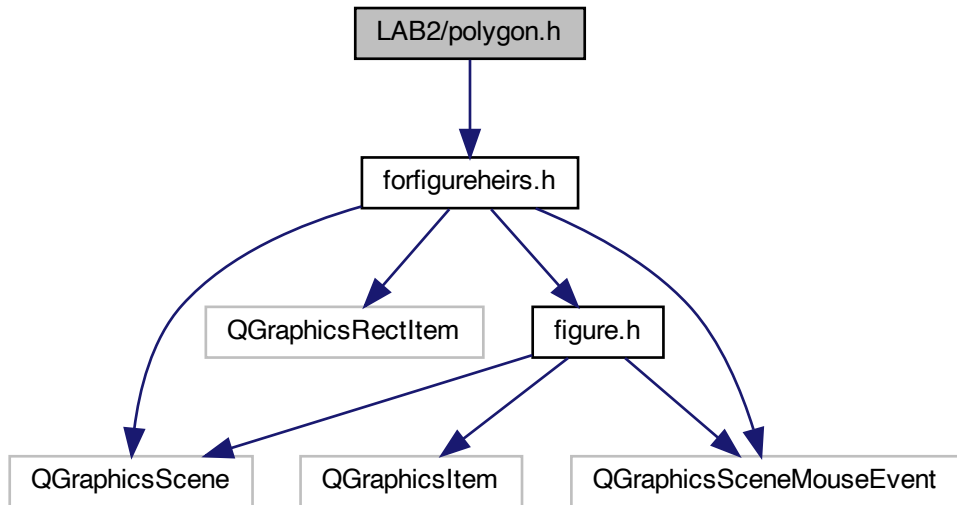 LAB2/polygon.h
forfigureheirs.h
QGraphicsRectItem
figure.h
QGraphicsScene
QGraphicsItem
QGraphicsSceneMouseEvent